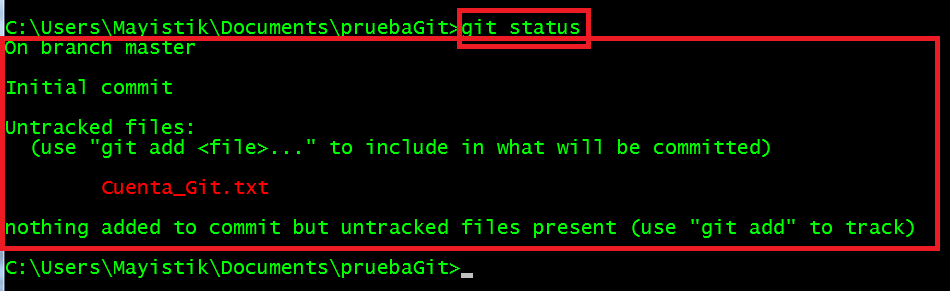 C:\Users\Mayistik\Documents\pruebaGit>git status
On branch master
Initial commit
Untracked files:
(use "git add <file>..." to include in what will be committed)
Cuenta_Git.txt
nothing added to commit but untracked files present (use "git add" to track)
C:\Users\Mayistik\Documents\pruebaGit>_